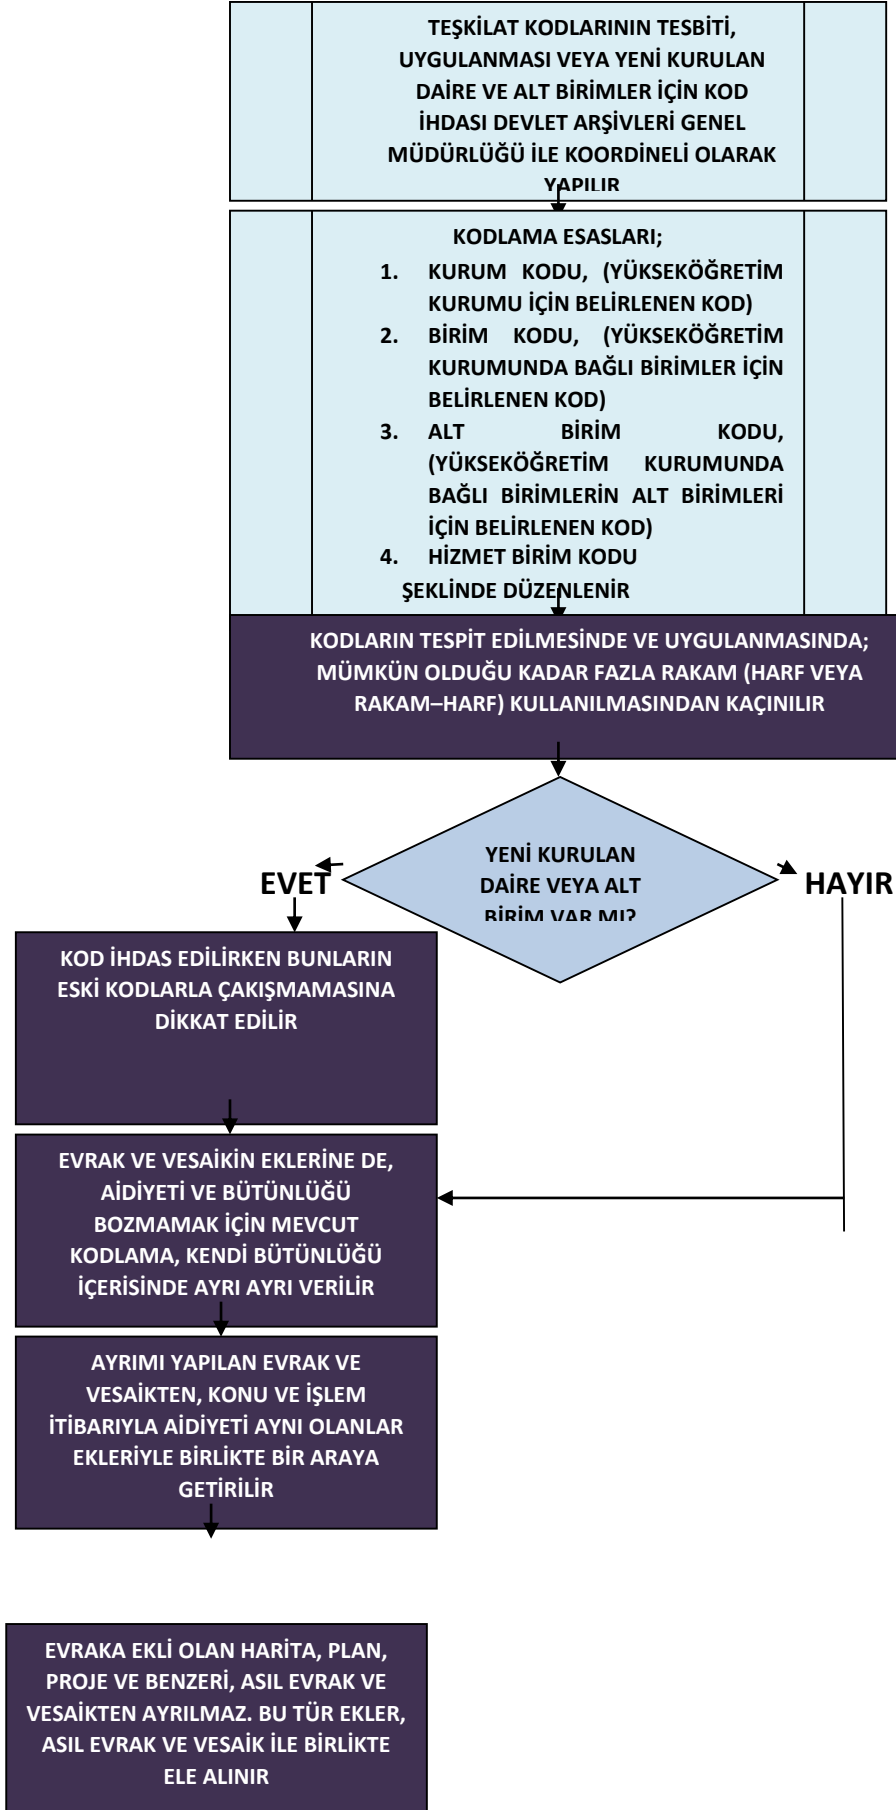 TEŞKİLAT KODLARININ TESBİTİ,
UYGULANMASI VEYA YENİ KURULAN
DAİRE VE ALT BİRİMLER İÇİN KOD
İHDASI DEVLET ARŞİVLERİ GENEL
MÜDÜRLÜĞÜ İLE KOORDİNELİ OLARAK
YAPILIR
KODLAMA ESASLARI;
1. KURUM KODU, (YÜKSEKÖĞRETİM
KURUMU İÇİN BELİRLENEN KOD)
2. BİRİM KODU, (YÜKSEKÖĞRETİM
KURUMUNDA BAĞLI BİRİMLER İÇİN
BELİRLENEN KOD)
3. ALT BİRİM KODU,
(YÜKSEKÖĞRETİM KURUMUNDA
BAĞLI BİRİMLERİN ALT BİRİMLERİ
İÇİN BELİRLENEN KOD)
4. HİZMET BİRİM KODU
ŞEKLİNDE DÜZENLENİR
KODLARIN TESPİT EDİLMESİNDE VE UYGULANMASINDA;
MÜMKÜN OLDUĞU KADAR FAZLA RAKAM (HARF VEYA
RAKAM–HARF) KULLANILMASINDAN KAÇINILIR
YENİ KURULAN
DAİRE VEYA ALT
BİRİM VAR MI?
EVET
HAYIR
KOD İHDAS EDİLİRKEN BUNLARIN
ESKİ KODLARLA ÇAKIŞMAMASINA
DİKKAT EDİLİR
EVRAK VE VESAİKİN EKLERİNE DE,
AİDİYETİ VE BÜTÜNLÜĞÜ
BOZMAMAK İÇİN MEVCUT
KODLAMA, KENDİ BÜTÜNLÜĞÜ
İÇERİSİNDE AYRI AYRI VERİLİR
AYRIMI YAPILAN EVRAK VE
VESAİKTEN, KONU VE İŞLEM
İTİBARIYLA AİDİYETİ AYNI OLANLAR
EKLERİYLE BİRLİKTE BİR ARAYA
GETİRİLİR
EVRAKA EKLİ OLAN HARİTA, PLAN,
PROJE VE BENZERİ, ASIL EVRAK VE
VESAİKTEN AYRILMAZ. BU TÜR EKLER,
ASIL EVRAK VE VESAİK İLE BİRLİKTE
ELE ALINIR